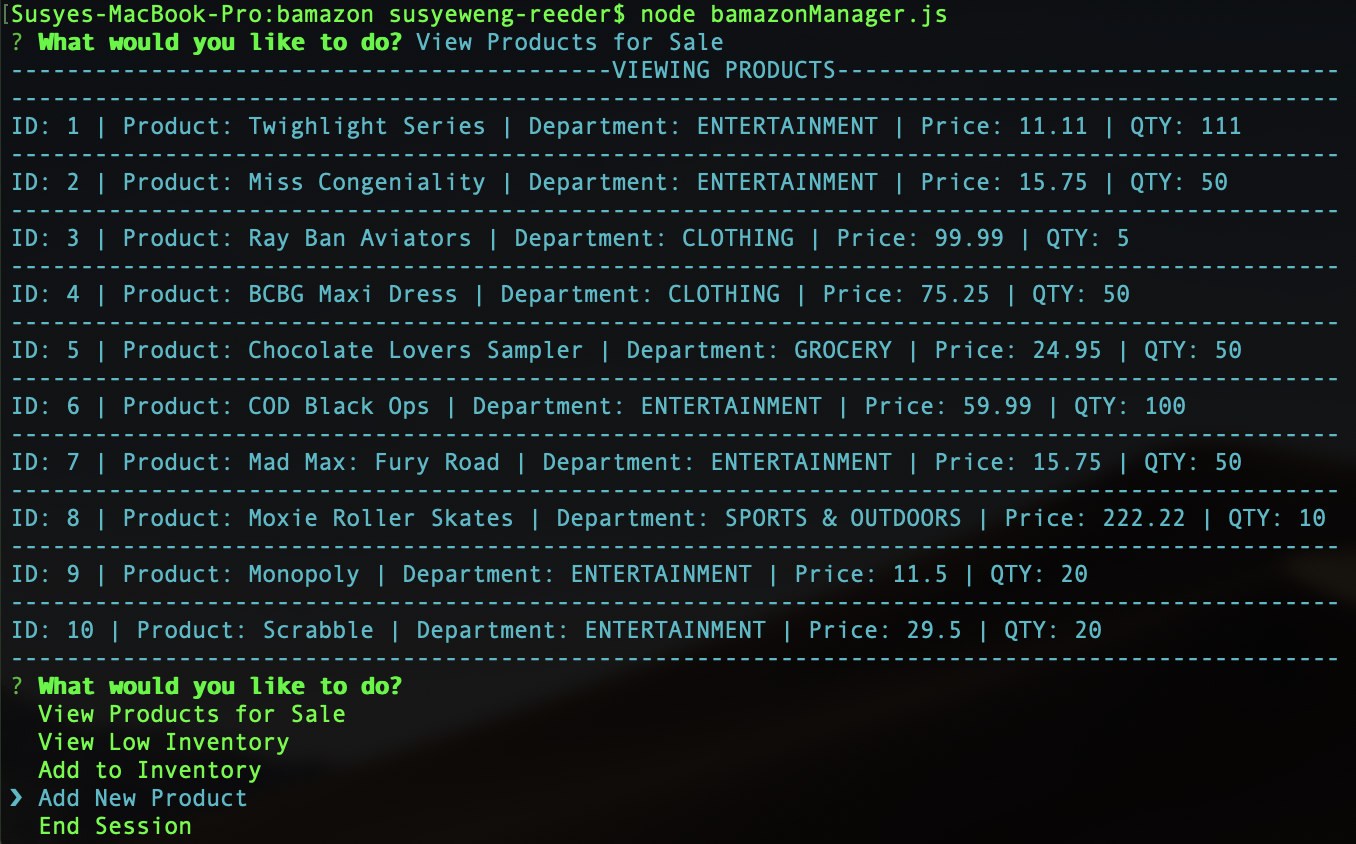 [Susyes-MacBook-Pro:bamazon susyeweng-reeder$ node bamazonManager.js
? What would you like to do? View Products for Sale
-------------------------------------------VIEWING PRODUCTS------------------------------------
-----------------------------------------------------------------------------------------------
ID: 1 | Product: Twighlight Series | Department: ENTERTAINMENT | Price: 11.11 | QTY: 111
-----------------------------------------------------------------------------------------------
ID: 2 | Product: Miss Congeniality | Department: ENTERTAINMENT | Price: 15.75 | QTY: 50
-----------------------------------------------------------------------------------------------
ID: 3 | Product: Ray Ban Aviators | Department: CLOTHING | Price: 99.99 | QTY: 5
-----------------------------------------------------------------------------------------------
ID: 4 | Product: BCBG Maxi Dress | Department: CLOTHING | Price: 75.25 | QTY: 50
-----------------------------------------------------------------------------------------------
ID: 5 | Product: Chocolate Lovers Sampler | Department: GROCERY | Price: 24.95 | QTY: 50
-----------------------------------------------------------------------------------------------
ID: 6 | Product: COD Black Ops | Department: ENTERTAINMENT | Price: 59.99 | QTY: 100
-----------------------------------------------------------------------------------------------
ID: 7 | Product: Mad Max: Fury Road | Department: ENTERTAINMENT | Price: 15.75 | QTY: 50
-----------------------------------------------------------------------------------------------
ID: 8 | Product: Moxie Roller Skates | Department: SPORTS & OUTDOORS | Price: 222.22 | QTY: 10
-----------------------------------------------------------------------------------------------
ID: 9 | Product: Monopoly | Department: ENTERTAINMENT | Price: 11.5 | QTY: 20
-----------------------------------------------------------------------------------------------
ID: 10 | Product: Scrabble | Department: ENTERTAINMENT | Price: 29.5 | QTY: 20
-----------------------------------------------------------------------------------------------
? What would you like to do?
  View Products for Sale
  View Low Inventory
  Add to Inventory
❯ Add New Product
  End Session